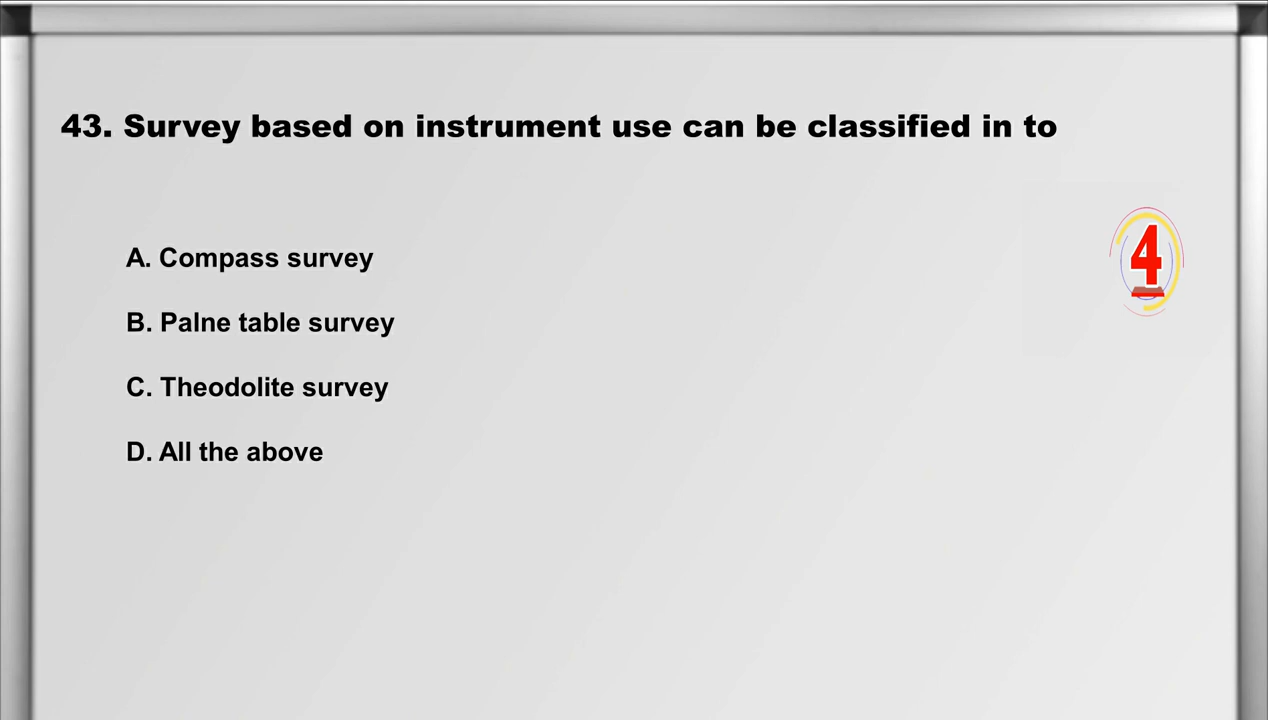 43. Survey based on instrument use can be classified in to
4
A. Compass survey
B. Palne table survey
C. Theodolite survey
D. All the above